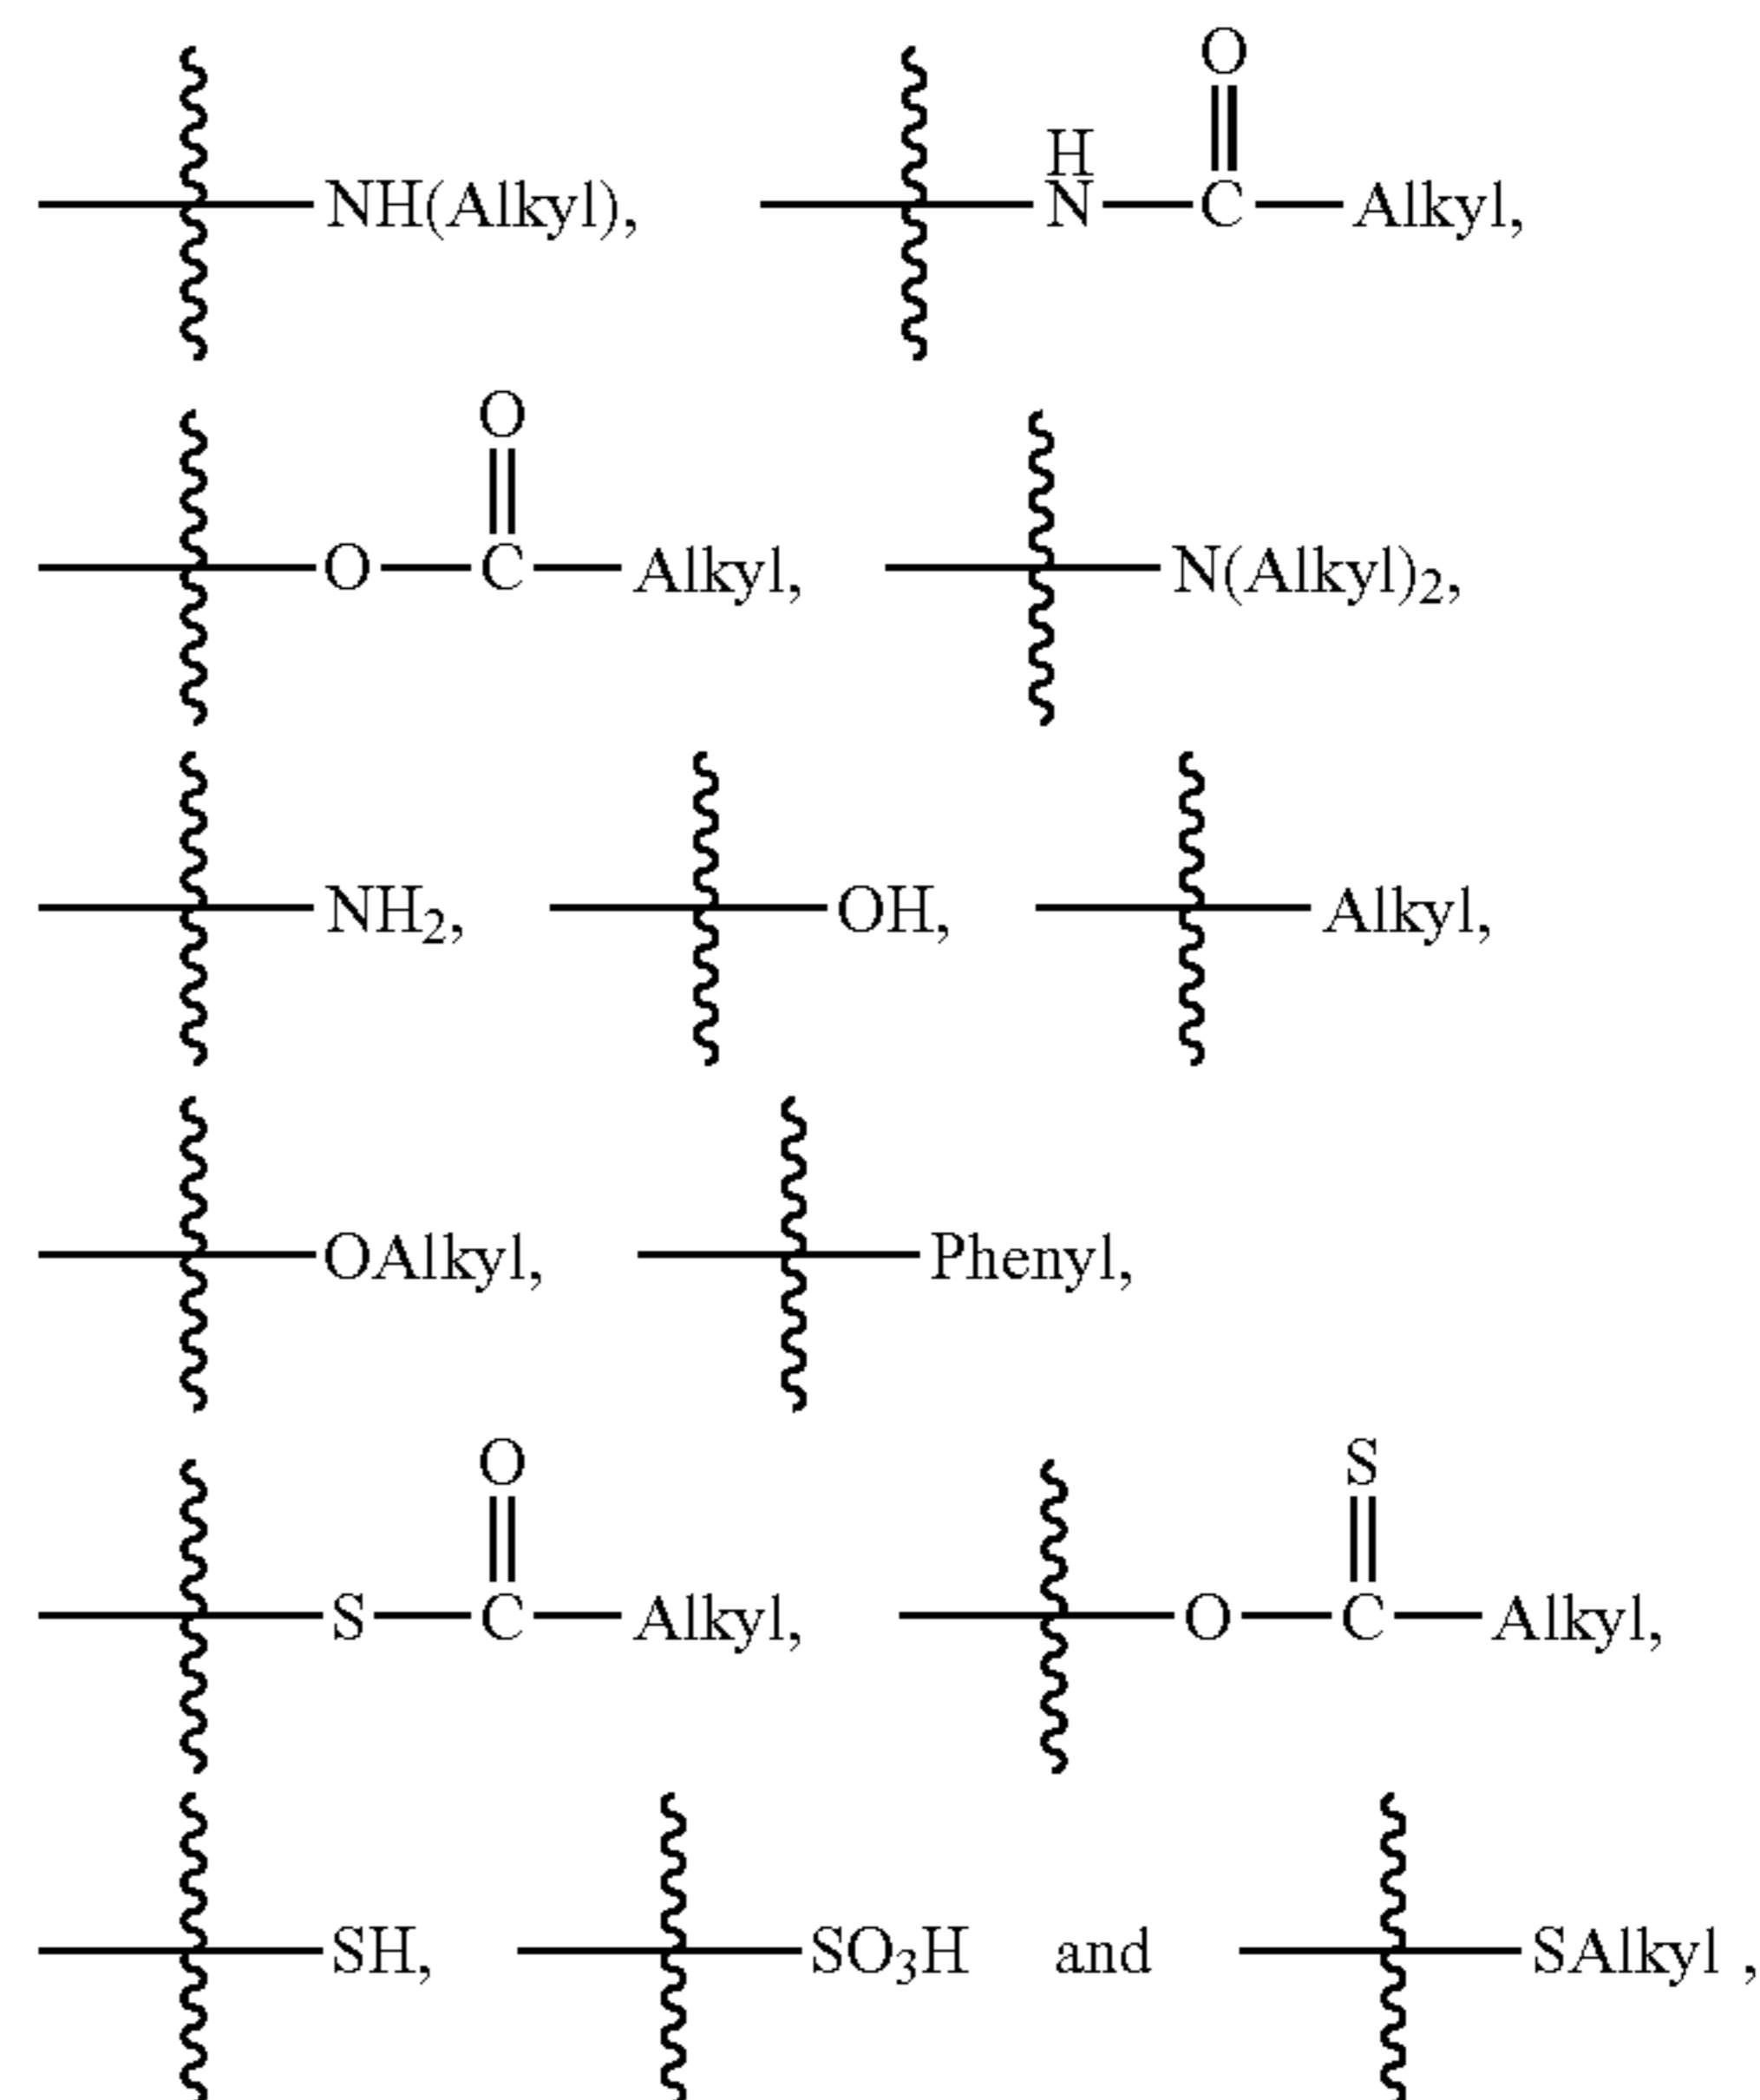 O
NH(Alkyl), H N C Alkyl,
O
O C Alkyl, N(Alkyl)₂,
NH₂, OH, Alkyl,
OAlkyl, Phenyl,
O S
S C Alkyl, O C Alkyl,
SH, SO₃H and SAlkyl ,